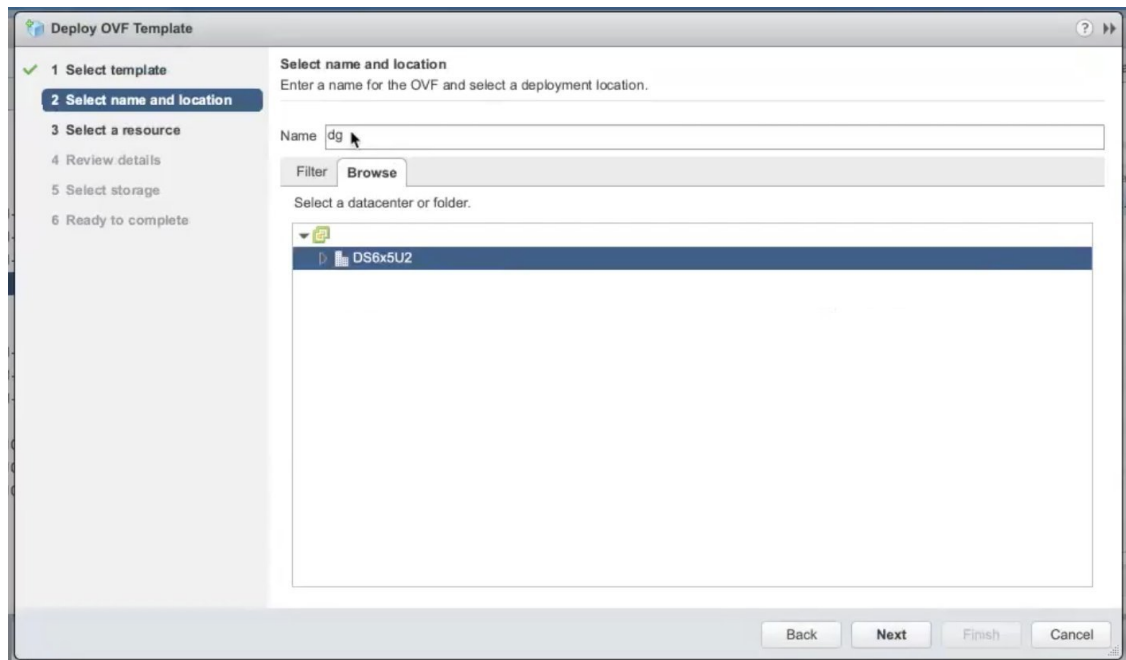 Deploy OVF Template
1 Select template
2 Select name and location
3 Select a resource
4 Review details
5 Select storage
6 Ready to complete
Select name and location
Enter a name for the OVF and select a deployment location.
Name dg
Filter Browse
Select a datacenter or folder.
DS6x5U2
Back Next Finish Cancel